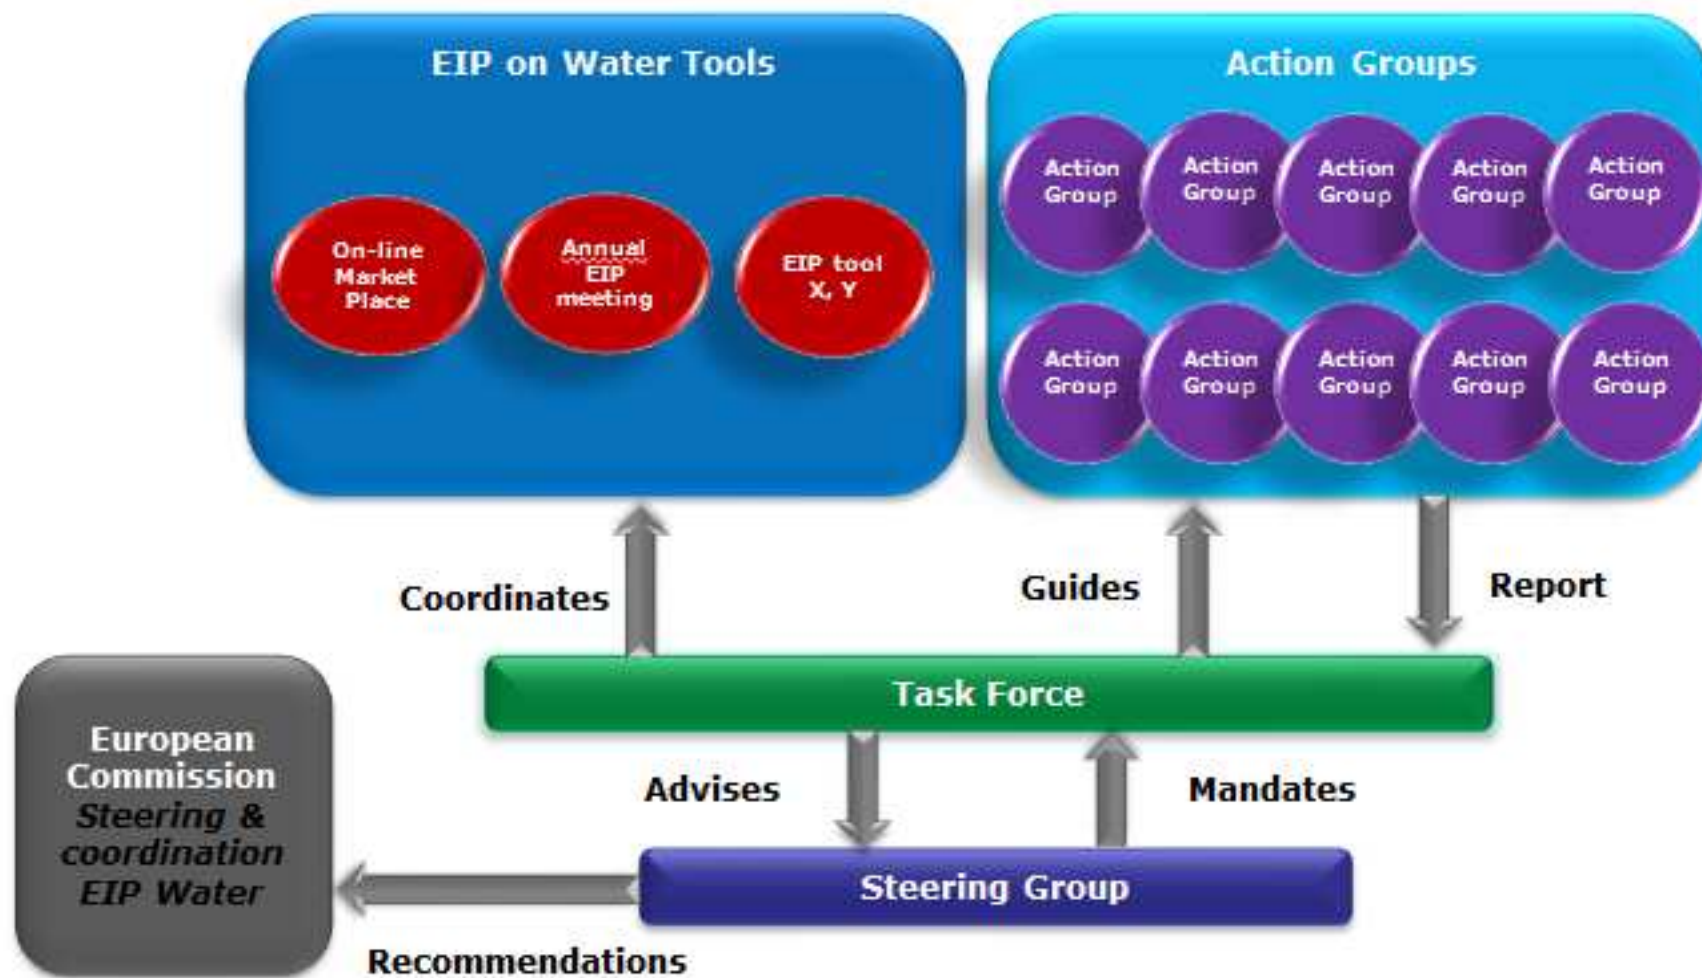 EIP on Water Tools
Action Groups
On-line
Market
Place
Annual
EIP
meeting
EIP tool
X, Y
Action
Group
Action
Group
Action
Group
Action
Group
Action
Group
Action
Group
Action
Group
Action
Group
Action
Group
Action
Group
Coordinates
Guides
Report
Task Force
European
Commission
Steering &
coordination
EIP Water
Advises
Mandates
Steering Group
Recommendations